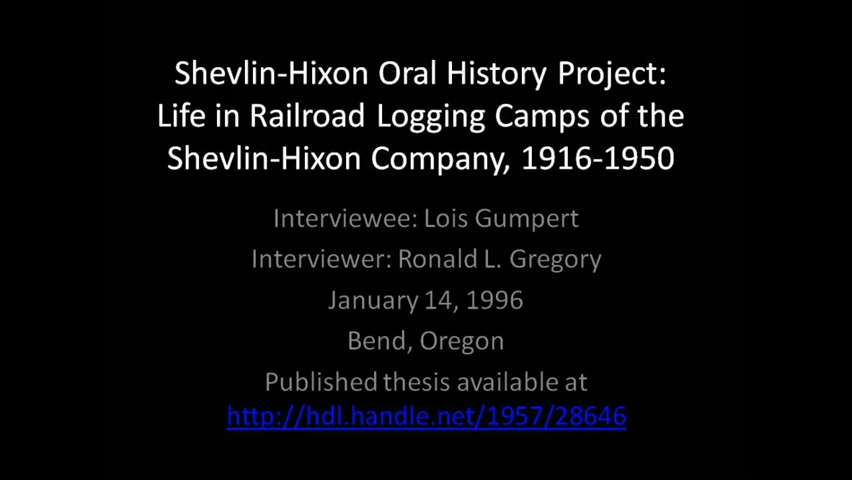 Shevlin-Hixon Oral History Project:
Life in Railroad Logging Camps of the
Shevlin-Hixon Company, 1916-1950
Interviewee: Lois Gumpert
Interviewer: Ronald L. Gregory
January 14, 1996
Bend, Oregon
Published thesis available at
http://hdl.handle.net/1957/28646